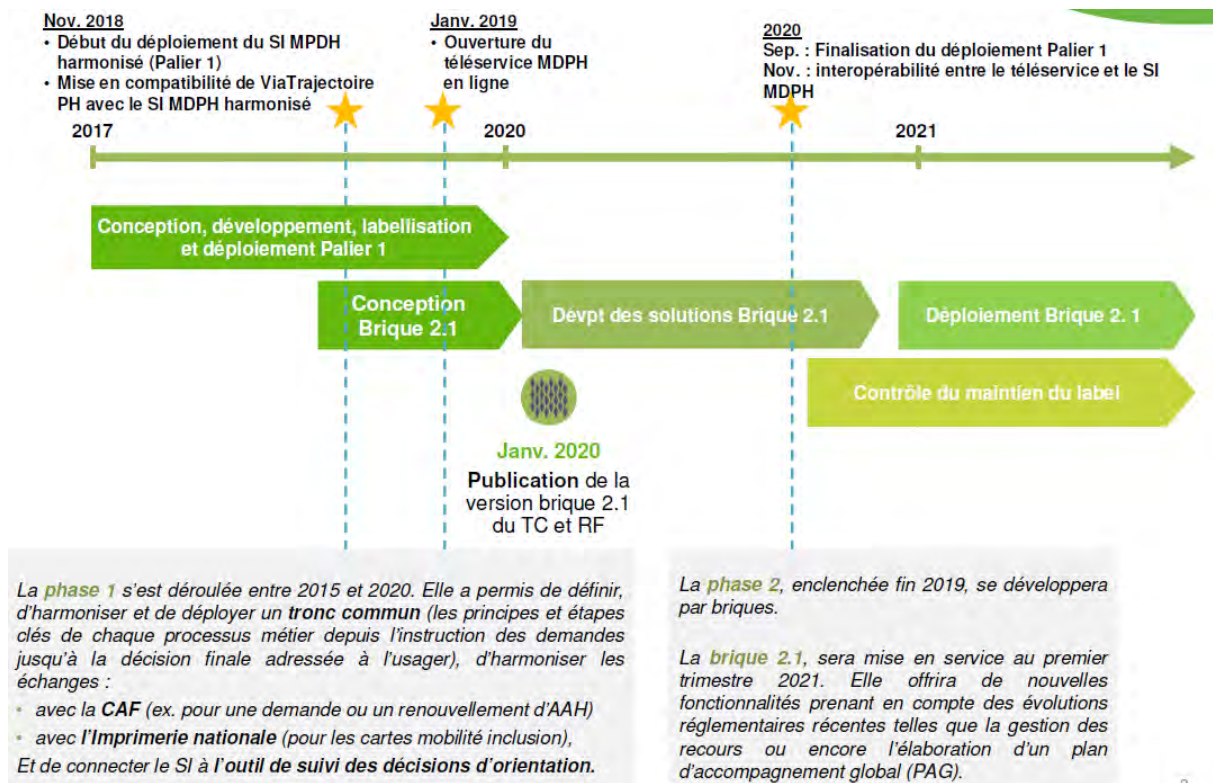 Nov. 2018
• Début du déploiement du SI MPDH
harmonisé (Palier 1)
• Mise en compatibilité de ViaTrajectoire
PH avec le SI MDPH harmonisé
Janv. 2019
• Ouverture du
téléservice MDPH
en ligne
2020
Sep. : Finalisation du déploiement Palier 1
Nov. : interopérabilité entre le téléservice et le SI
MDPH
2017
2020
2021
Conception, développement, labellisation
et déploiement Palier 1
Conception
Brique 2.1
Dévpt des solutions Brique 2.1
Déploiement Brique 2. 1
Contrôle du maintien du label
Janv. 2020
Publication de la
version brique 2.1
du TC et RF
La phase 1 s'est déroulée entre 2015 et 2020. Elle a permis de définir,
d'harmoniser et de déployer un tronc commun (les principes et étapes
clés de chaque processus métier depuis l'instruction des demandes
jusqu'à la décision finale adressée à l'usager), d'harmoniser les
échanges :
• avec la CAF (ex. pour une demande ou un renouvellement d'AAH)
• avec l'Imprimerie nationale (pour les cartes mobilité inclusion),
Et de connecter le SI à l'outil de suivi des décisions d'orientation.
La phase 2, enclenchée fin 2019, se développera
par briques.
La brique 2.1, sera mise en service au premier
trimestre 2021. Elle offrira de nouvelles
fonctionnalités prenant en compte des évolutions
réglementaires récentes telles que la gestion des
recours ou encore l'élaboration d'un plan
d'accompagnement global (PAG).